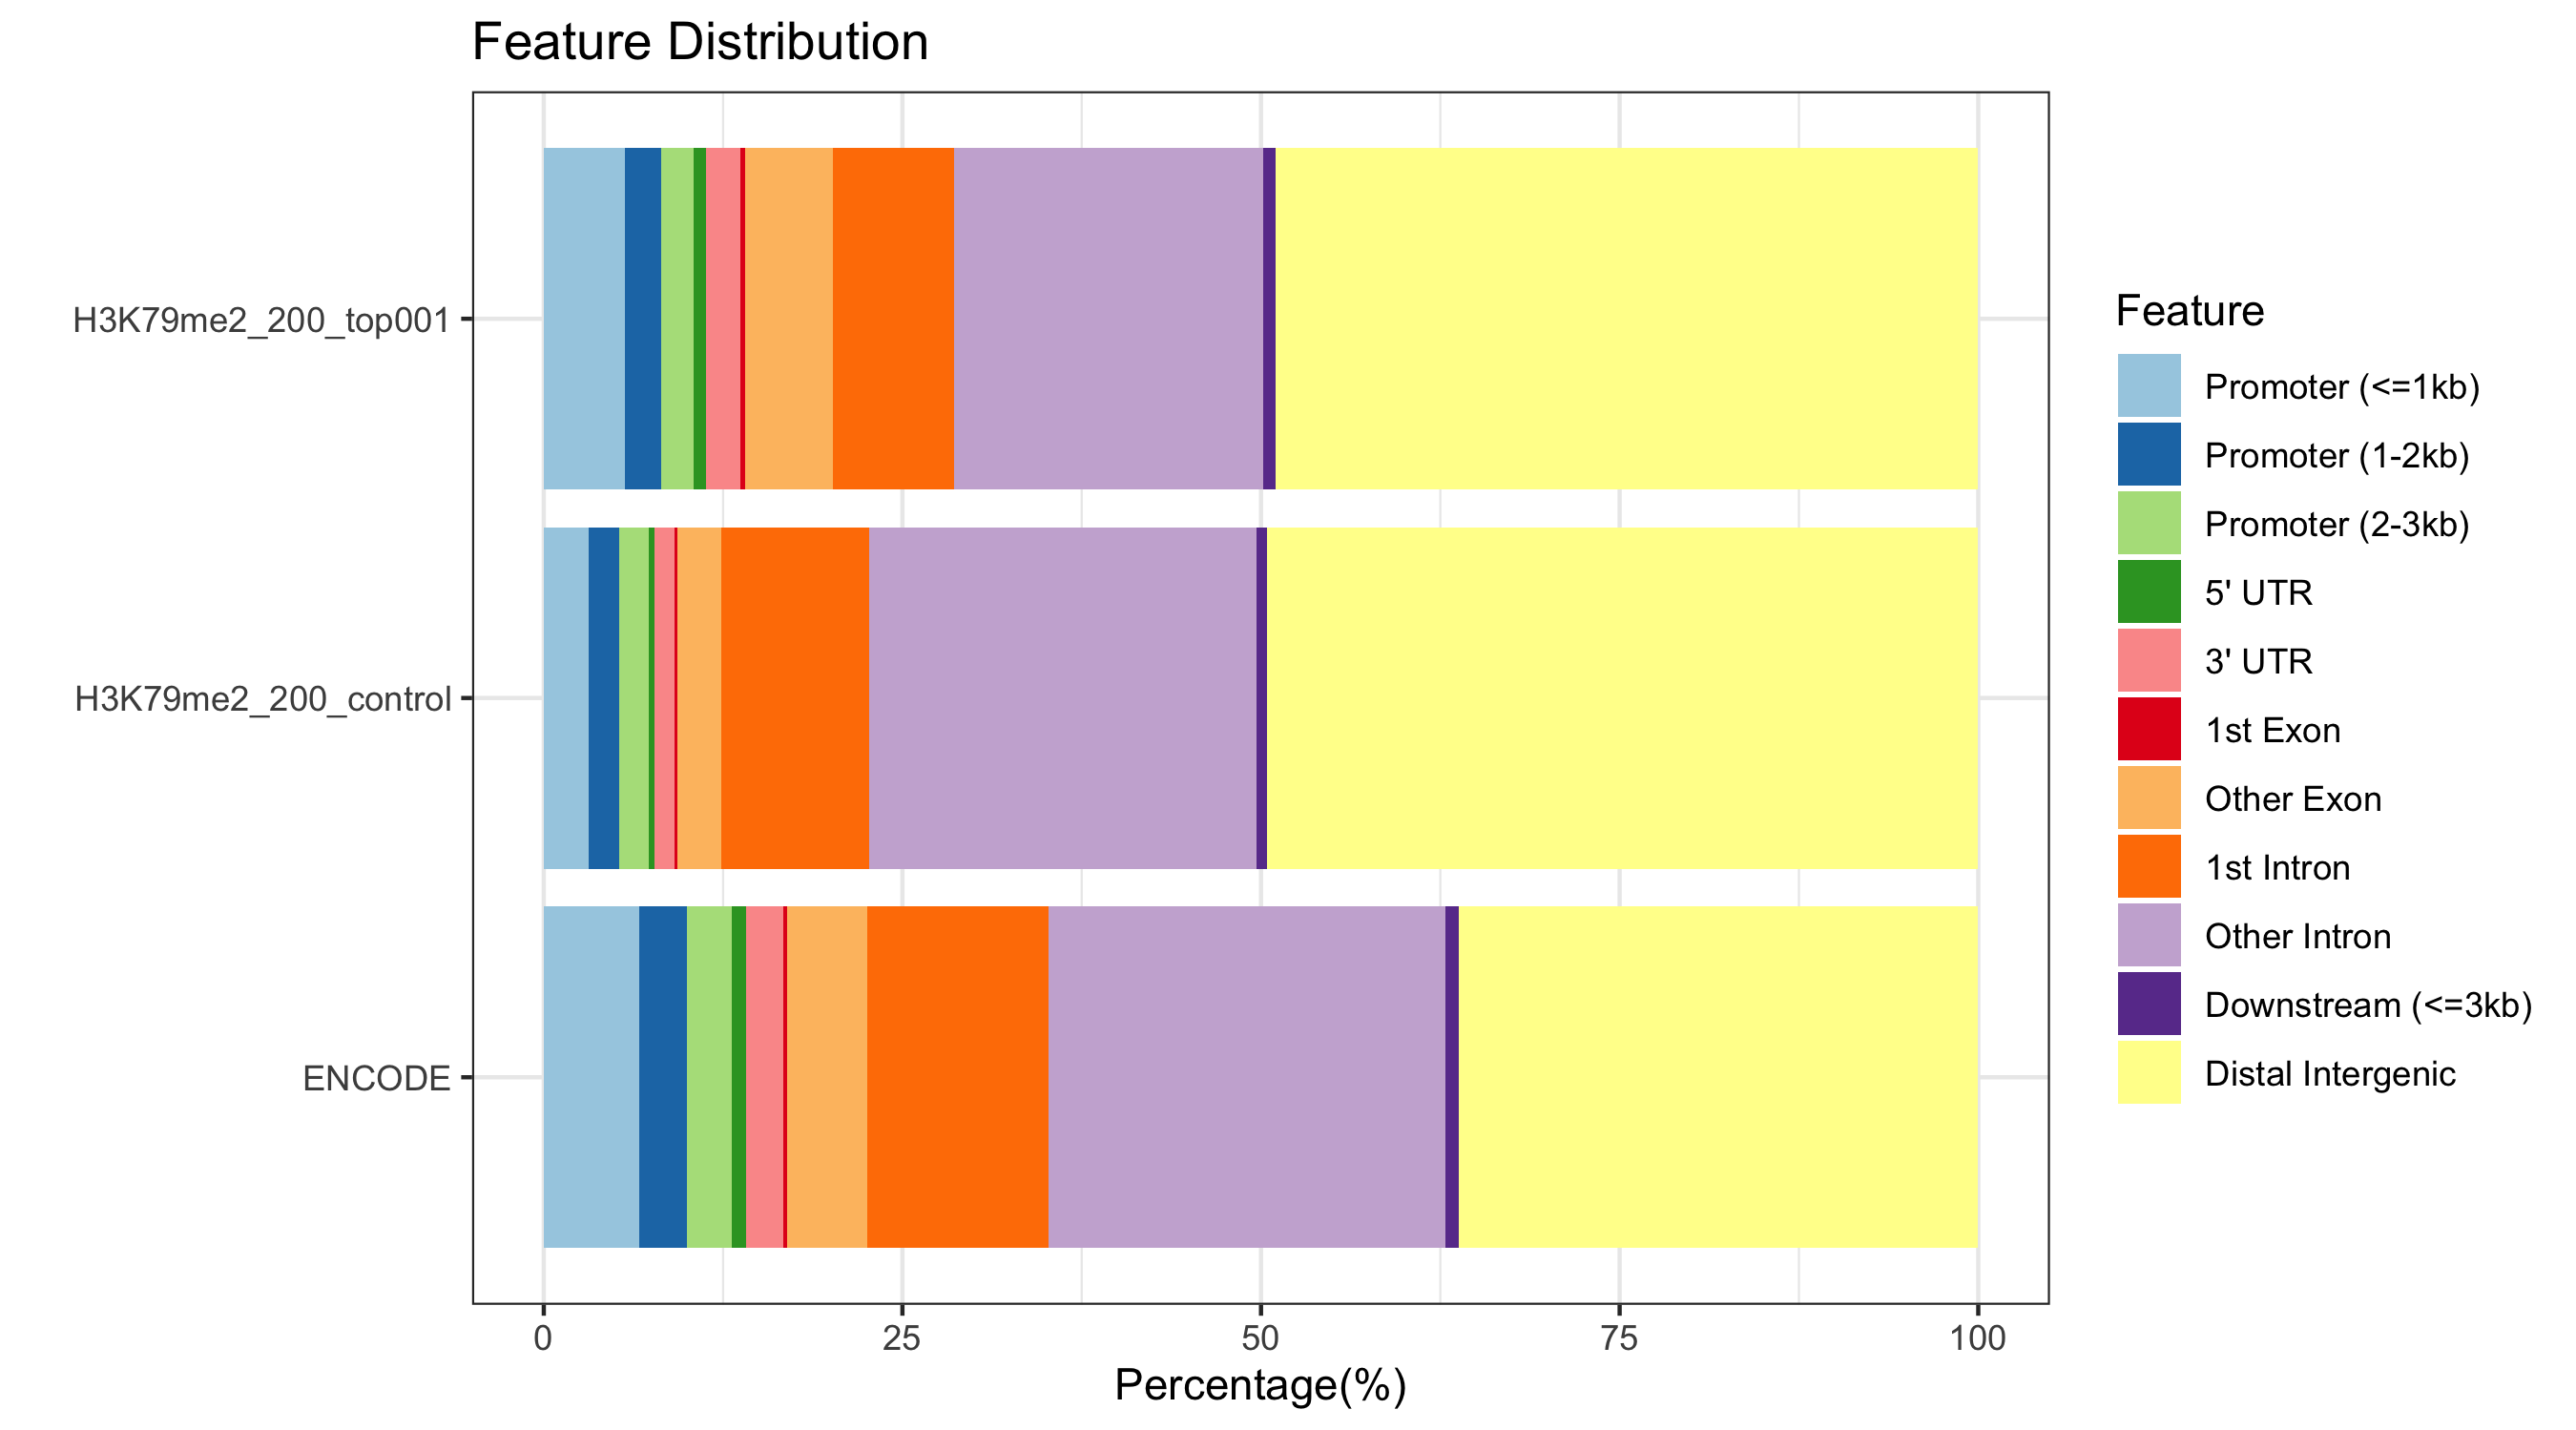 Feature Distribution
H3K79me2_200_top001
H3K79me2_200_control
ENCODE
0 25 50 75 100
Percentage(%)
Feature
Promoter (<=1kb)
Promoter (1-2kb)
Promoter (2-3kb)
5' UTR
3' UTR
1st Exon
Other Exon
1st Intron
Other Intron
Downstream (<=3kb)
Distal Intergenic